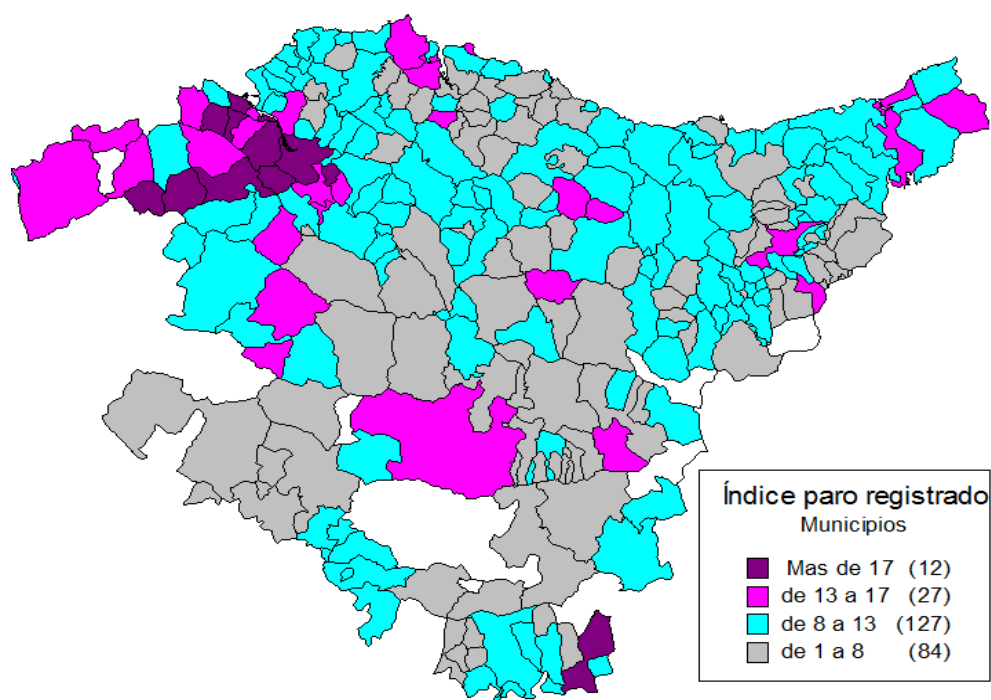 Índice paro registrado
Municipios
Mas de 17 (12)
de 13 a 17 (27)
de 8 a 13 (127)
de 1 a 8 (84)